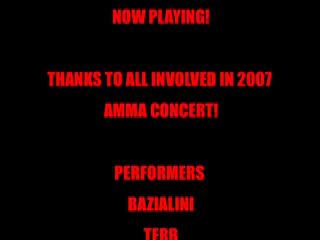 NOW PLAYING!
THANKS TO ALL INVOLVED IN 2007
AMMA CONCERT!
PERFORMERS
BAZIALINI